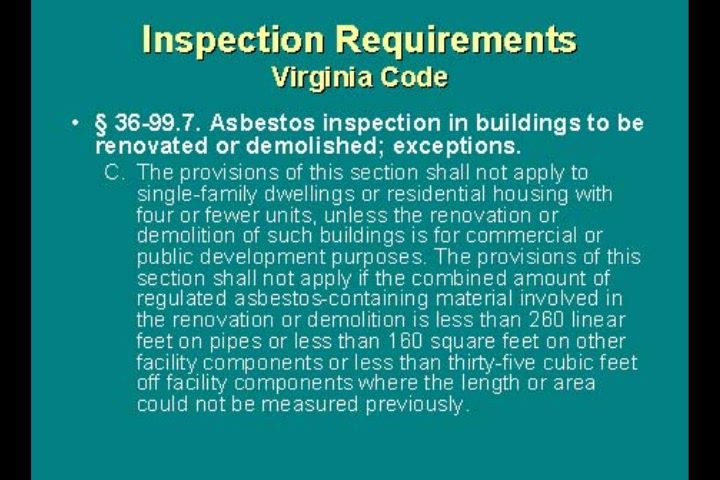 Inspection Requirements
Virginia Code
• § 36-99.7. Asbestos inspection in buildings to be
renovated or demolished; exceptions.
C. The provisions of this section shall not apply to
single-family dwellings or residential housing with
four or fewer units, unless the renovation or
demolition of such buildings is for commercial or
public development purposes. The provisions of this
section shall not apply if the combined amount of
regulated asbestos-containing material involved in
the renovation or demolition is less than 260 linear
feet on pipes or less than 160 square feet on other
facility components or less than thirty-five cubic feet
off facility components where the length or area
could not be measured previously.